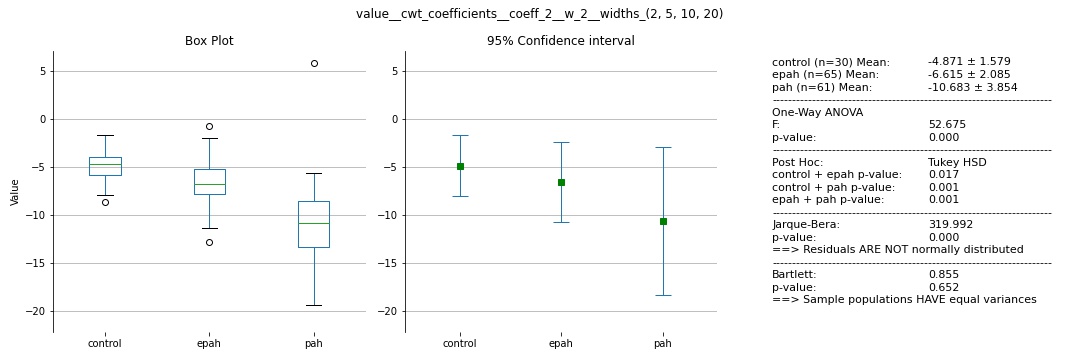 value__cwt_coefficients__coeff_2__w_2__widths_(2, 5, 10, 20)
Box Plot
5
0
−5
−10
−15
−20
Value
control
epah
pah
95% Confidence interval
5
0
−5
−10
−15
−20
control
epah
pah
control (n=30) Mean: -4.871 ± 1.579
epah (n=65) Mean: -6.615 ± 2.085
pah (n=61) Mean: -10.683 ± 3.854
One-Way ANOVA
F: 52.675
p-value: 0.000
Post Hoc: Tukey HSD
control + epah p-value: 0.017
control + pah p-value: 0.001
epah + pah p-value: 0.001
Jarque-Bera: 319.992
p-value: 0.000
==> Residuals ARE NOT normally distributed
Bartlett: 0.855
p-value: 0.652
==> Sample populations HAVE equal variances